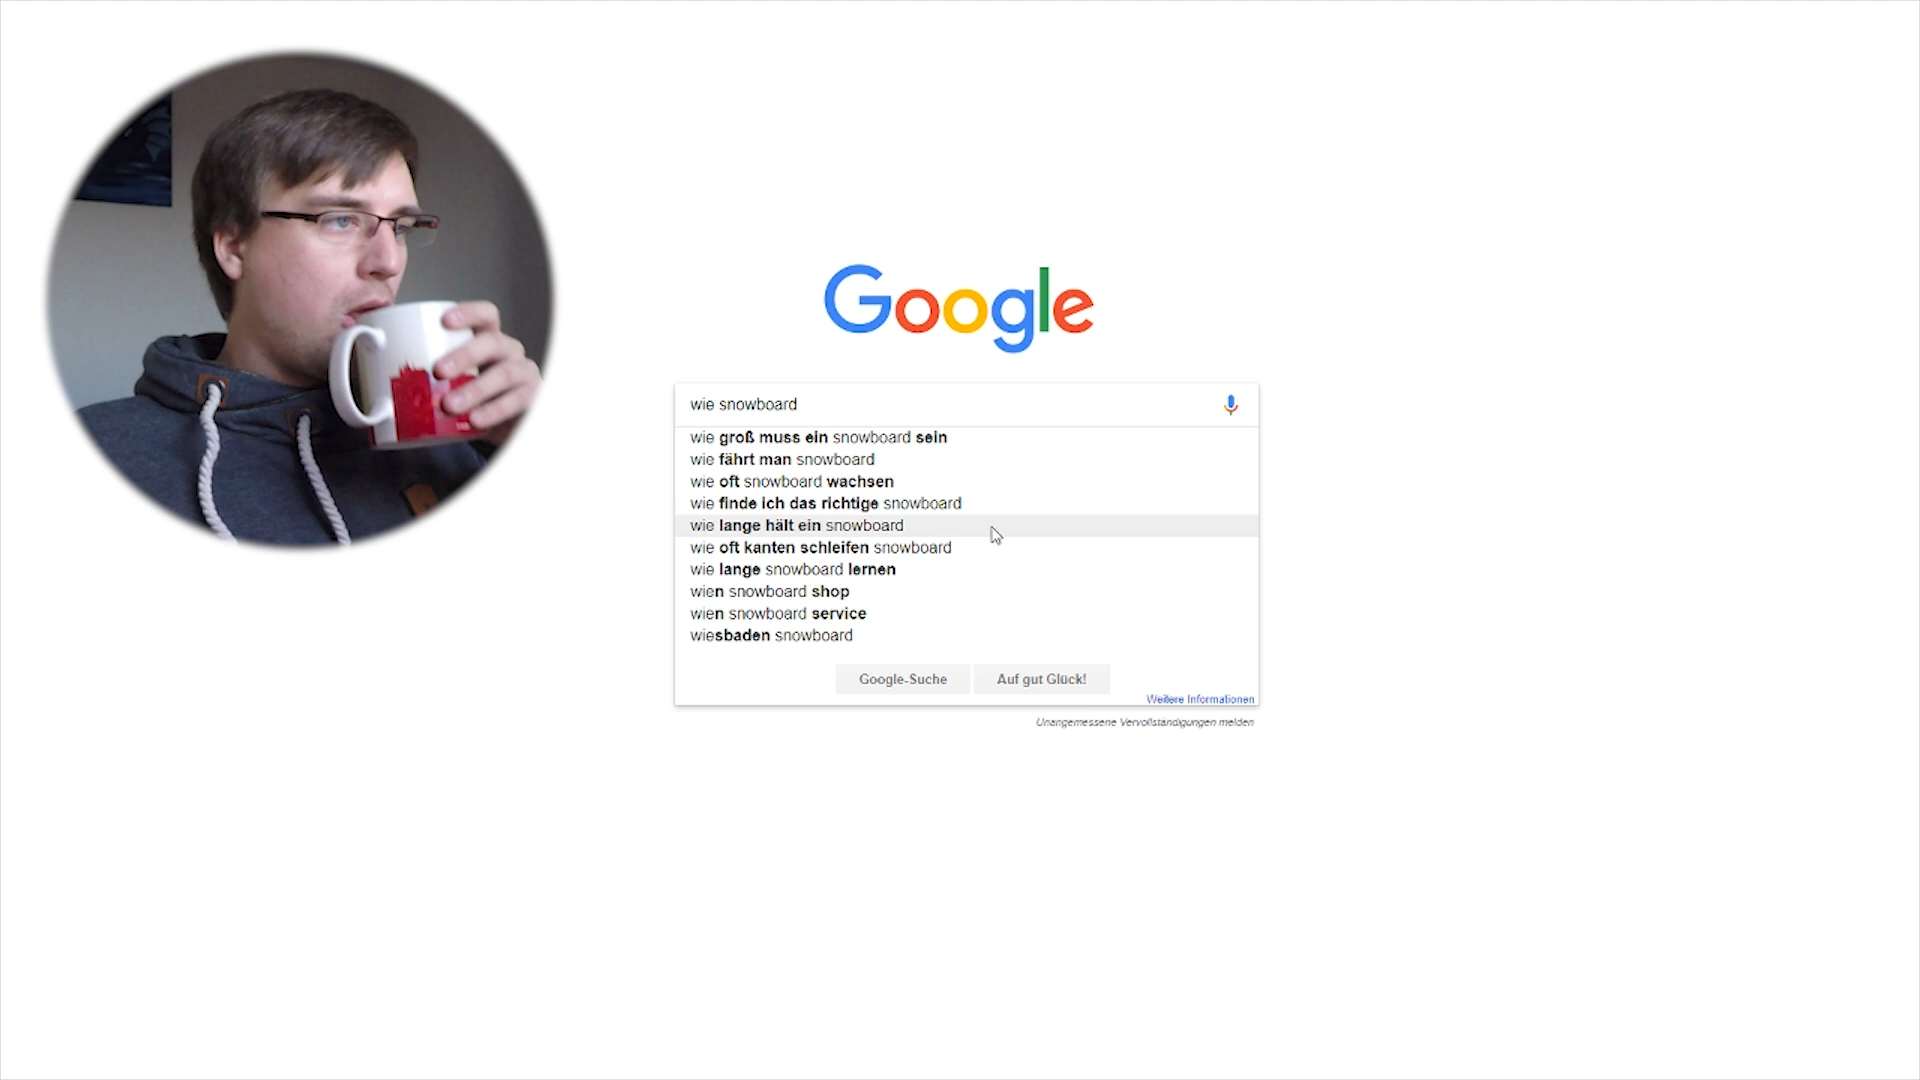 Google
wie snowboard
wie groß muss ein snowboard sein
wie fährt man snowboard
wie oft snowboard wachsen
wie finde ich das richtige snowboard
wie lange hält ein snowboard
wie oft kanten schleifen snowboard
wie lange snowboard lernen
wien snowboard shop
wien snowboard service
wiesbaden snowboard
Google-Suche Auf gut Glück!
Weitere Informationen
Unangemessene Vervollständigungen melden